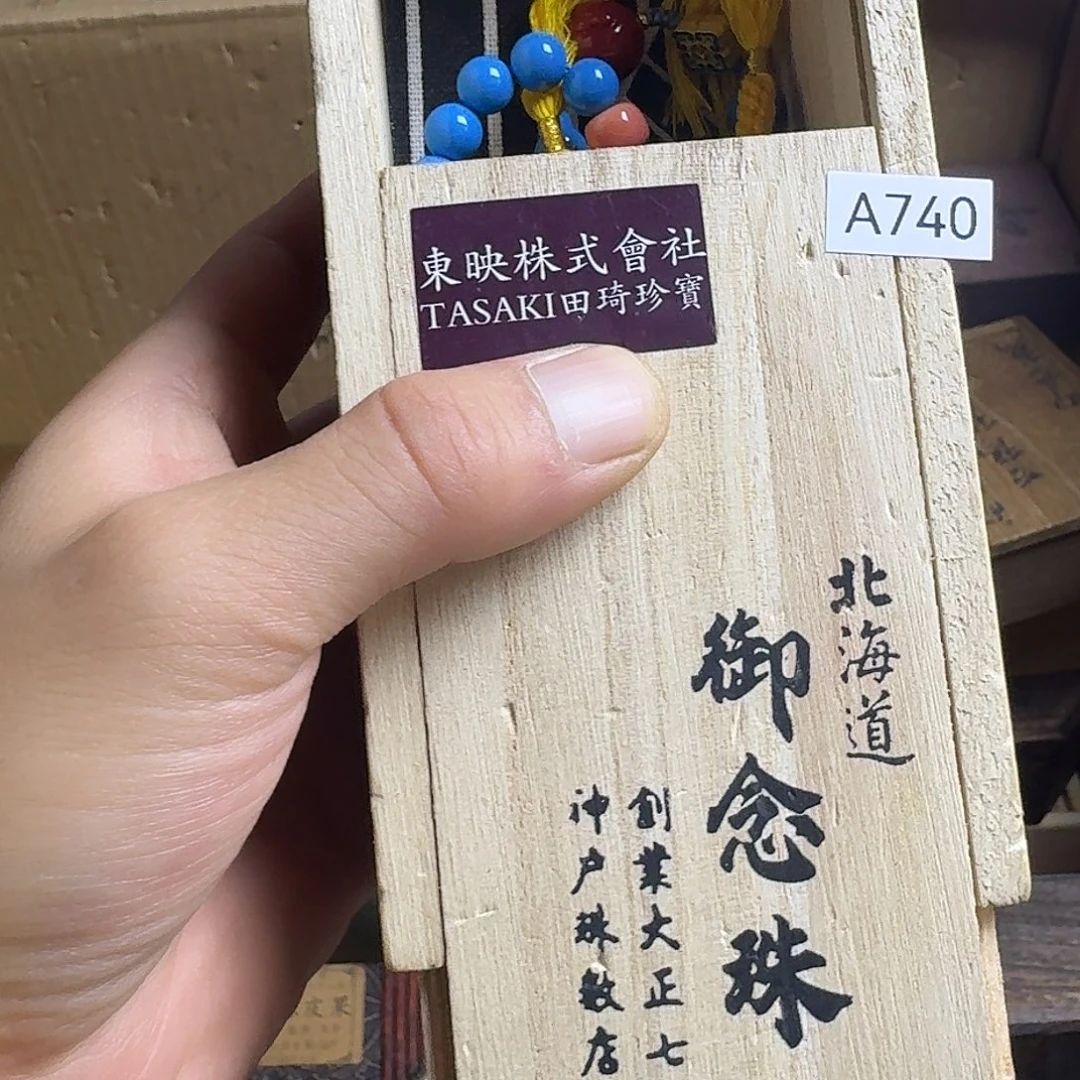 東映株式會社
TASAKI田琦珍寶
A740
北海道
御念珠
創業大正七
神戸珠数店